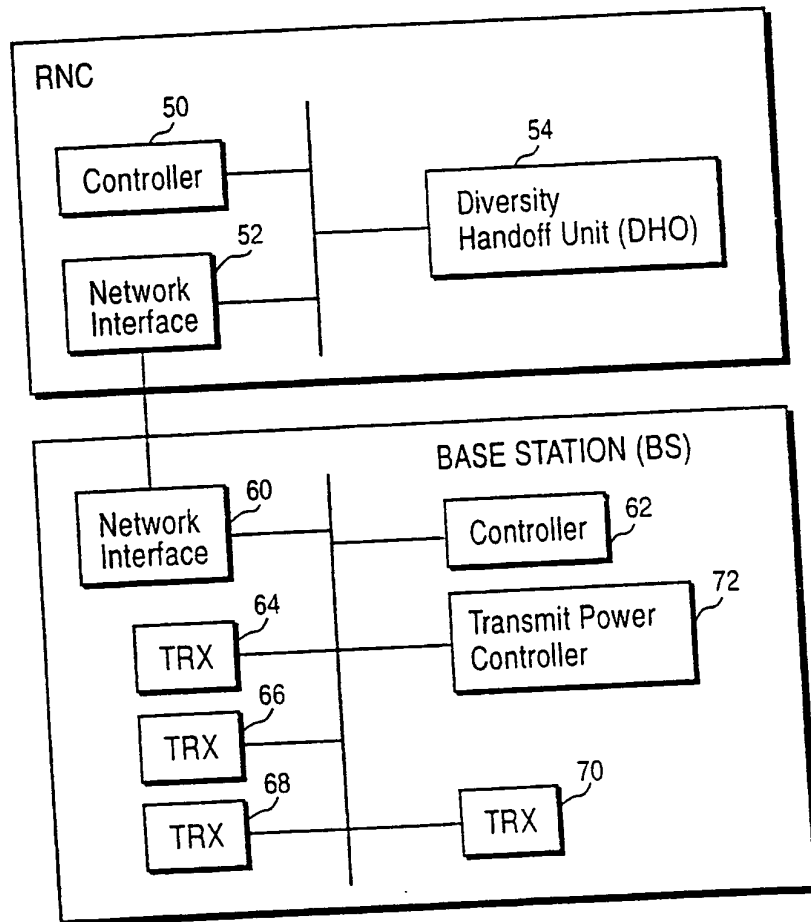 RNC
50
Controller
54
Diversity
Handoff Unit (DHO)
52
Network
Interface
BASE STATION (BS)
60
Network
Interface
Controller
62
64
TRX
72
Transmit Power
Controller
66
TRX
68
TRX
70
TRX